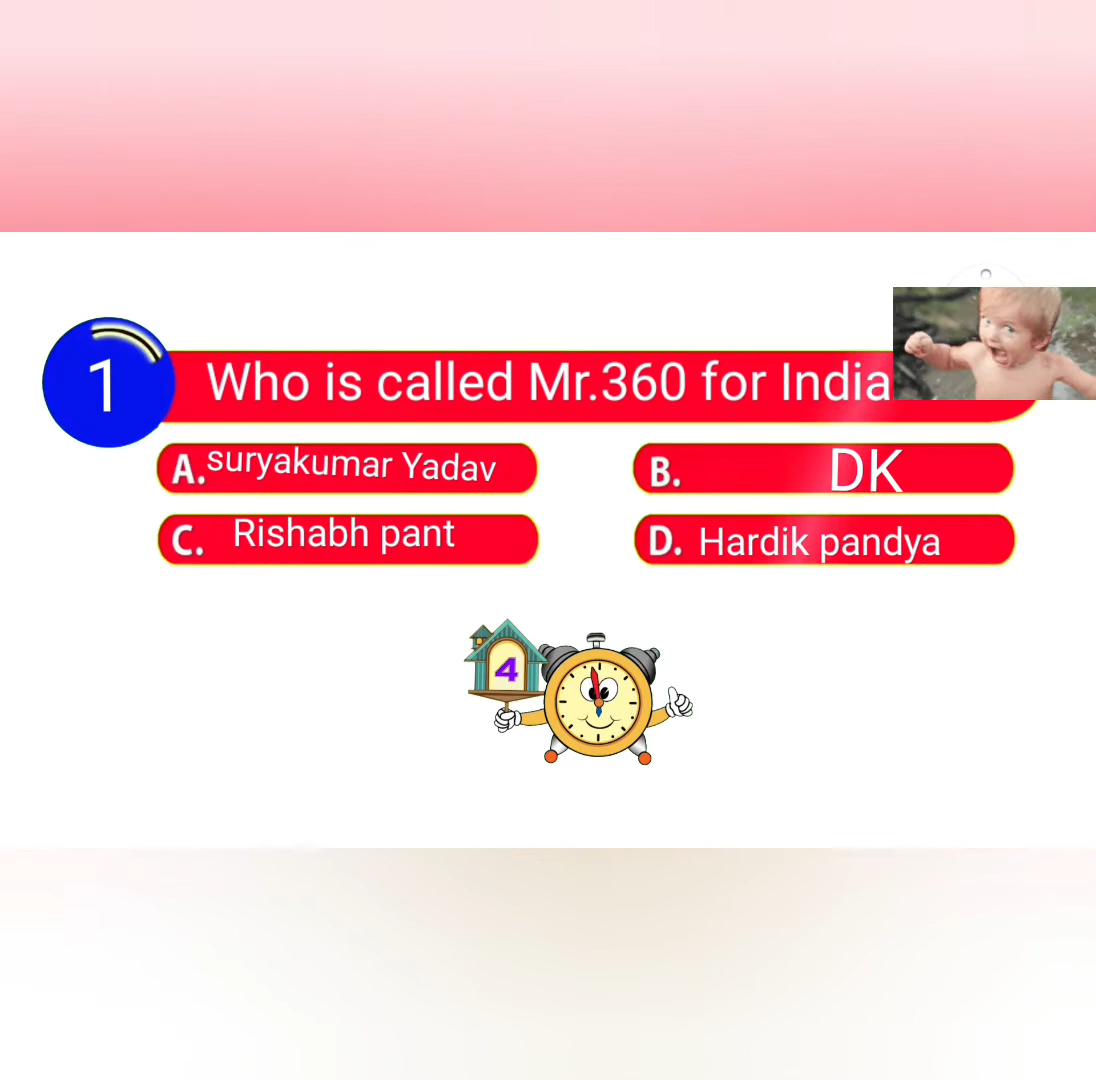 1
Who is called Mr.360 for India
A. suryakumar Yadav
B. DK
C. Rishabh pant
D. Hardik pandya
4